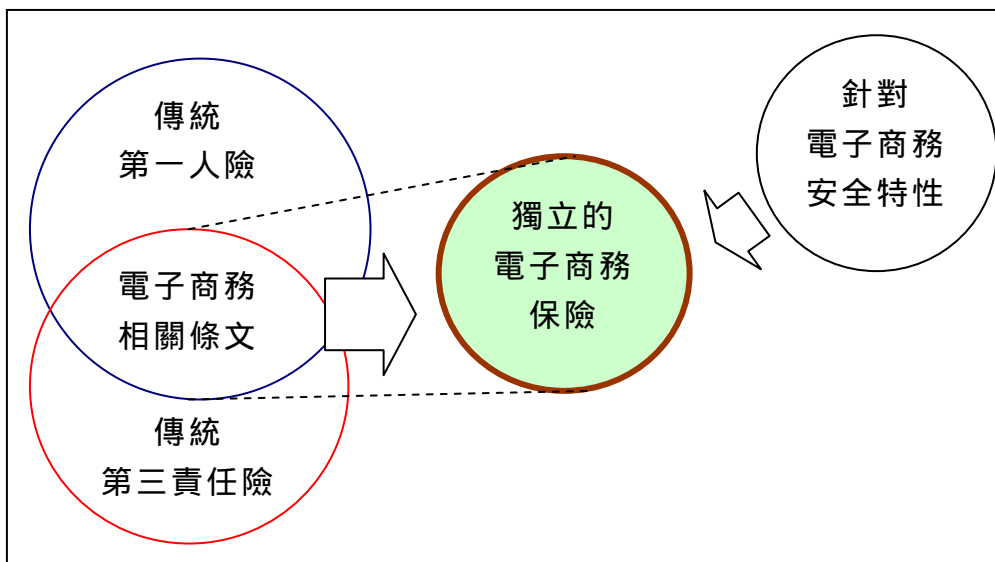 傳統
第一人險
電子商務
相關條文
傳統
第三責任險
獨立的
電子商務
保險
針對
電子商務
安全特性